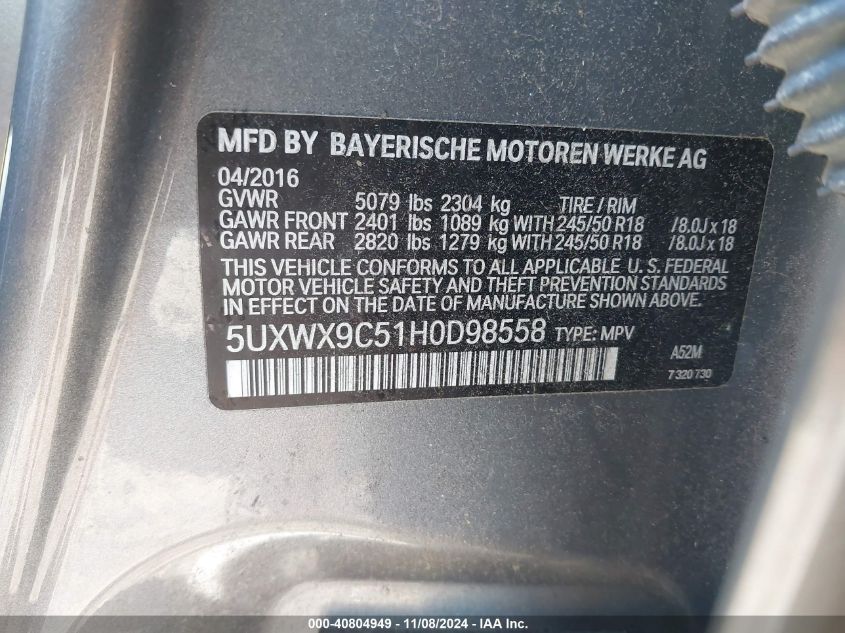 MFD BY BAYERISCHE MOTOREN WERKE AG
04/2016
GVWR 5079 lbs 2304 kg TIRE / RIM
GAWR FRONT 2401 lbs 1089 kg WITH 245/50 R18 /8.0J x 18
GAWR REAR 2820 lbs 1279 kg WITH 245/50 R18 /8.0J x 18
THIS VEHICLE CONFORMS TO ALL APPLICABLE U. S. FEDERAL
MOTOR VEHICLE SAFETY AND THEFT PREVENTION STANDARDS
IN EFFECT ON THE DATE OF MANUFACTURE SHOWN ABOVE.
5UXWX9C51H0D98558 TYPE: MPV
A52M
7 320 730
000-40804949 - 11/08/2024 - IAA Inc.